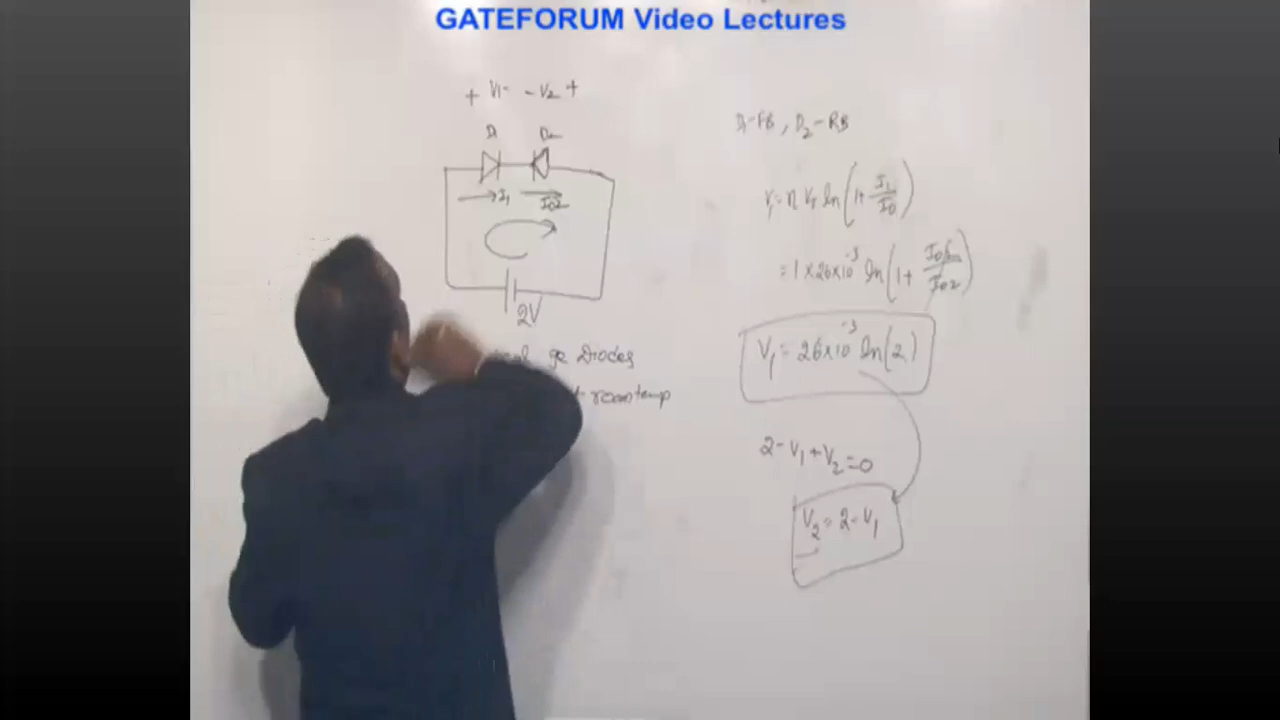 GATEFORUM Video Lectures
+ V1 - - V2 +
D1 D2
I1 I02
2V
Ge Diodes
room temp
D1-FB, D2-RB
V1 = η VT ln(1+ I1/I0)
= 1×26×10^-3 ln(1+ I02/I02)
V1 = 26×10^-3 ln(2)
2-V1+V2=0
V2 = 2-V1